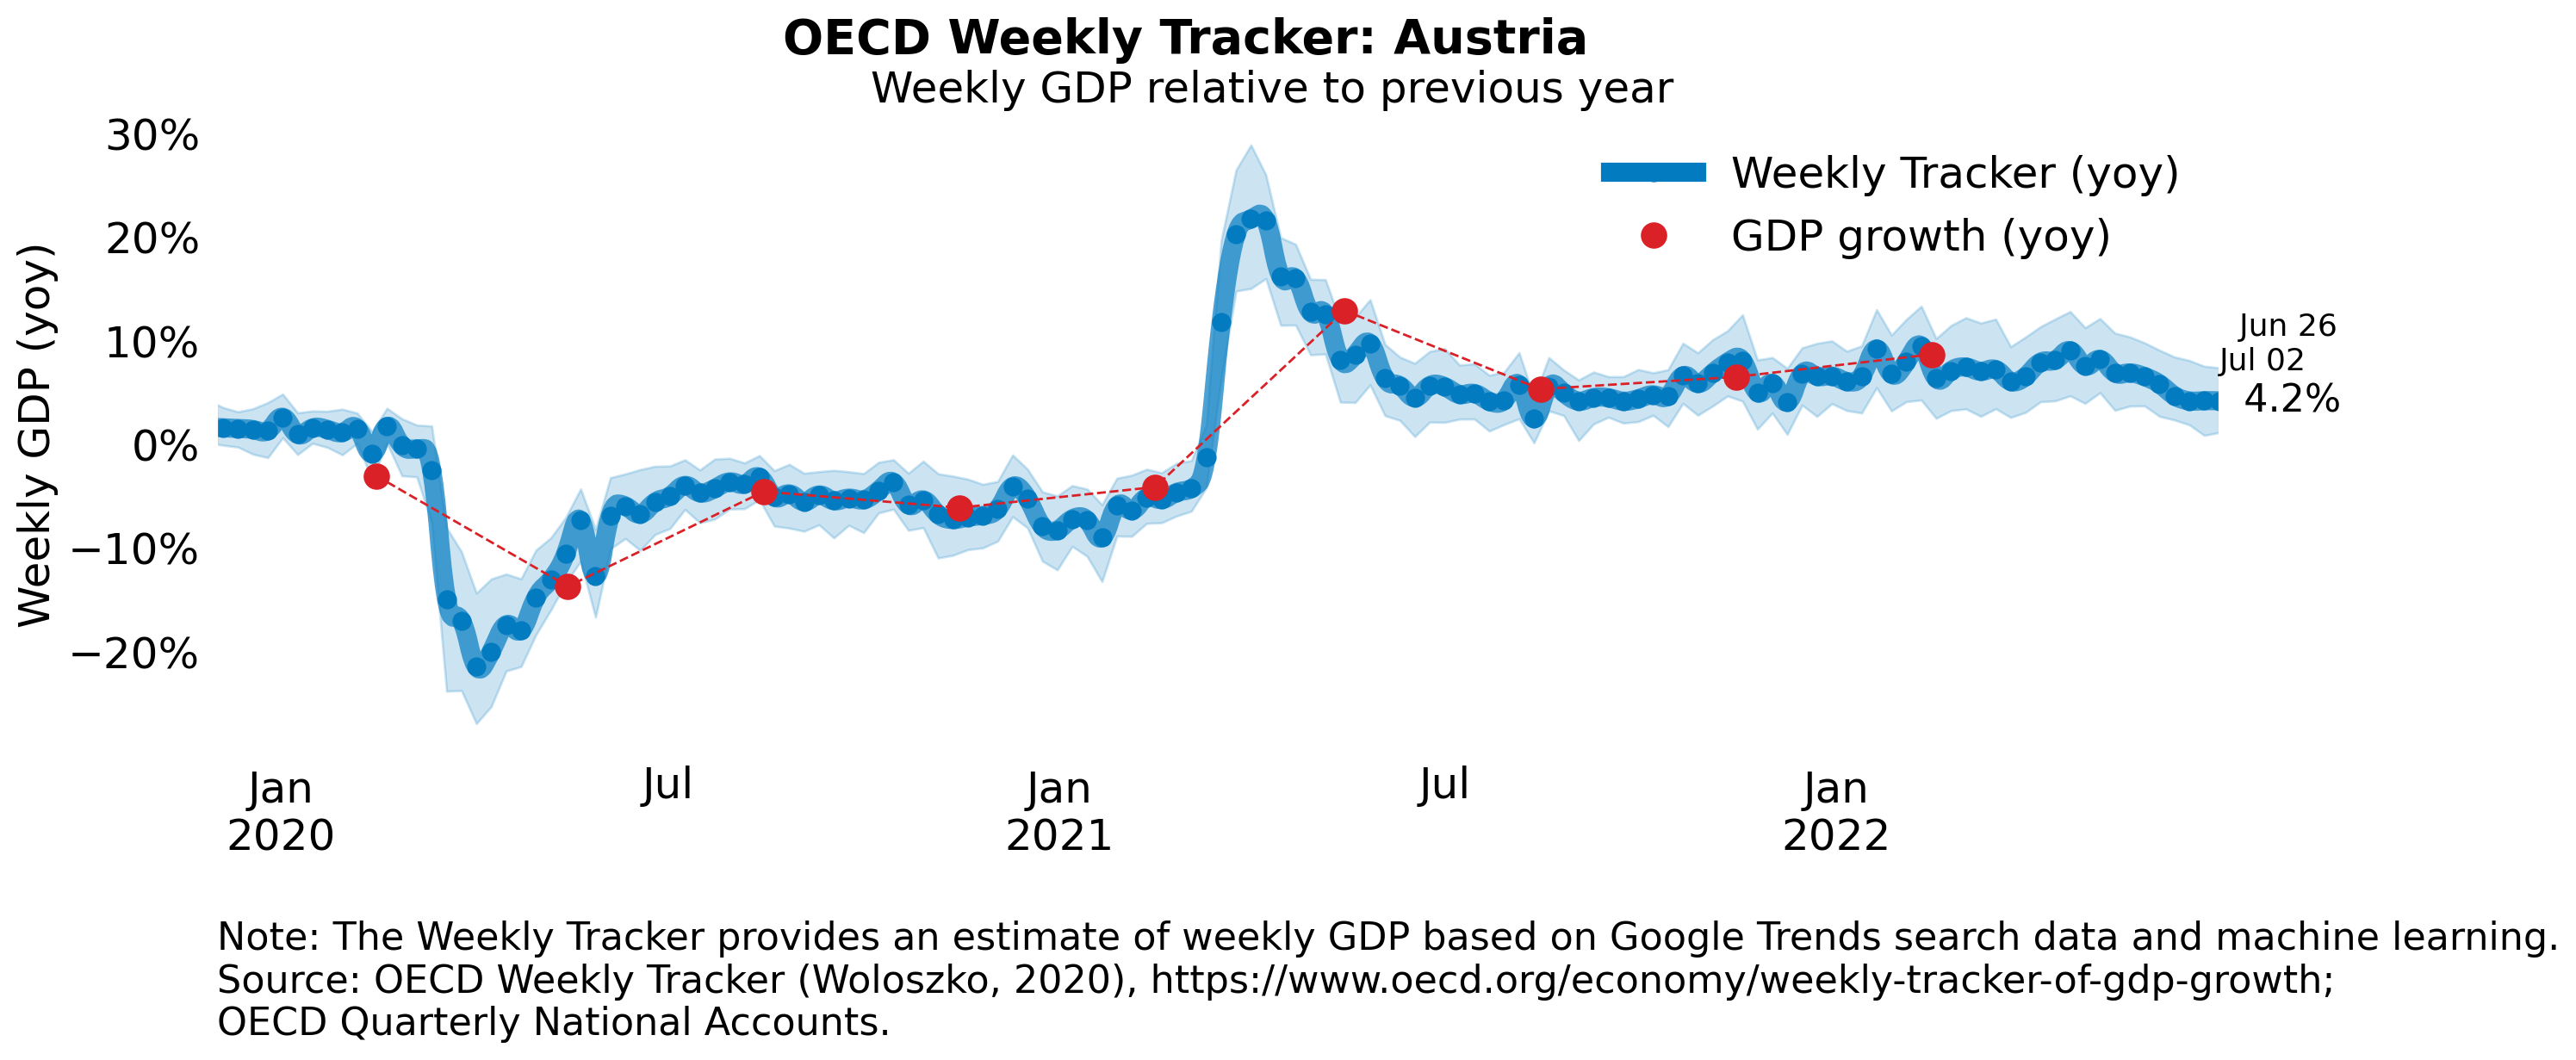 OECD Weekly Tracker: Austria
Weekly GDP relative to previous year
30%
20%
10%
0%
−10%
−20%
Weekly GDP (yoy)
Weekly Tracker (yoy)
GDP growth (yoy)
Jun 26
Jul 02
4.2%
Jan
2020
Jul
Jan
2021
Jul
Jan
2022
Note: The Weekly Tracker provides an estimate of weekly GDP based on Google Trends search data and machine learning.
Source: OECD Weekly Tracker (Woloszko, 2020), https://www.oecd.org/economy/weekly-tracker-of-gdp-growth;
OECD Quarterly National Accounts.